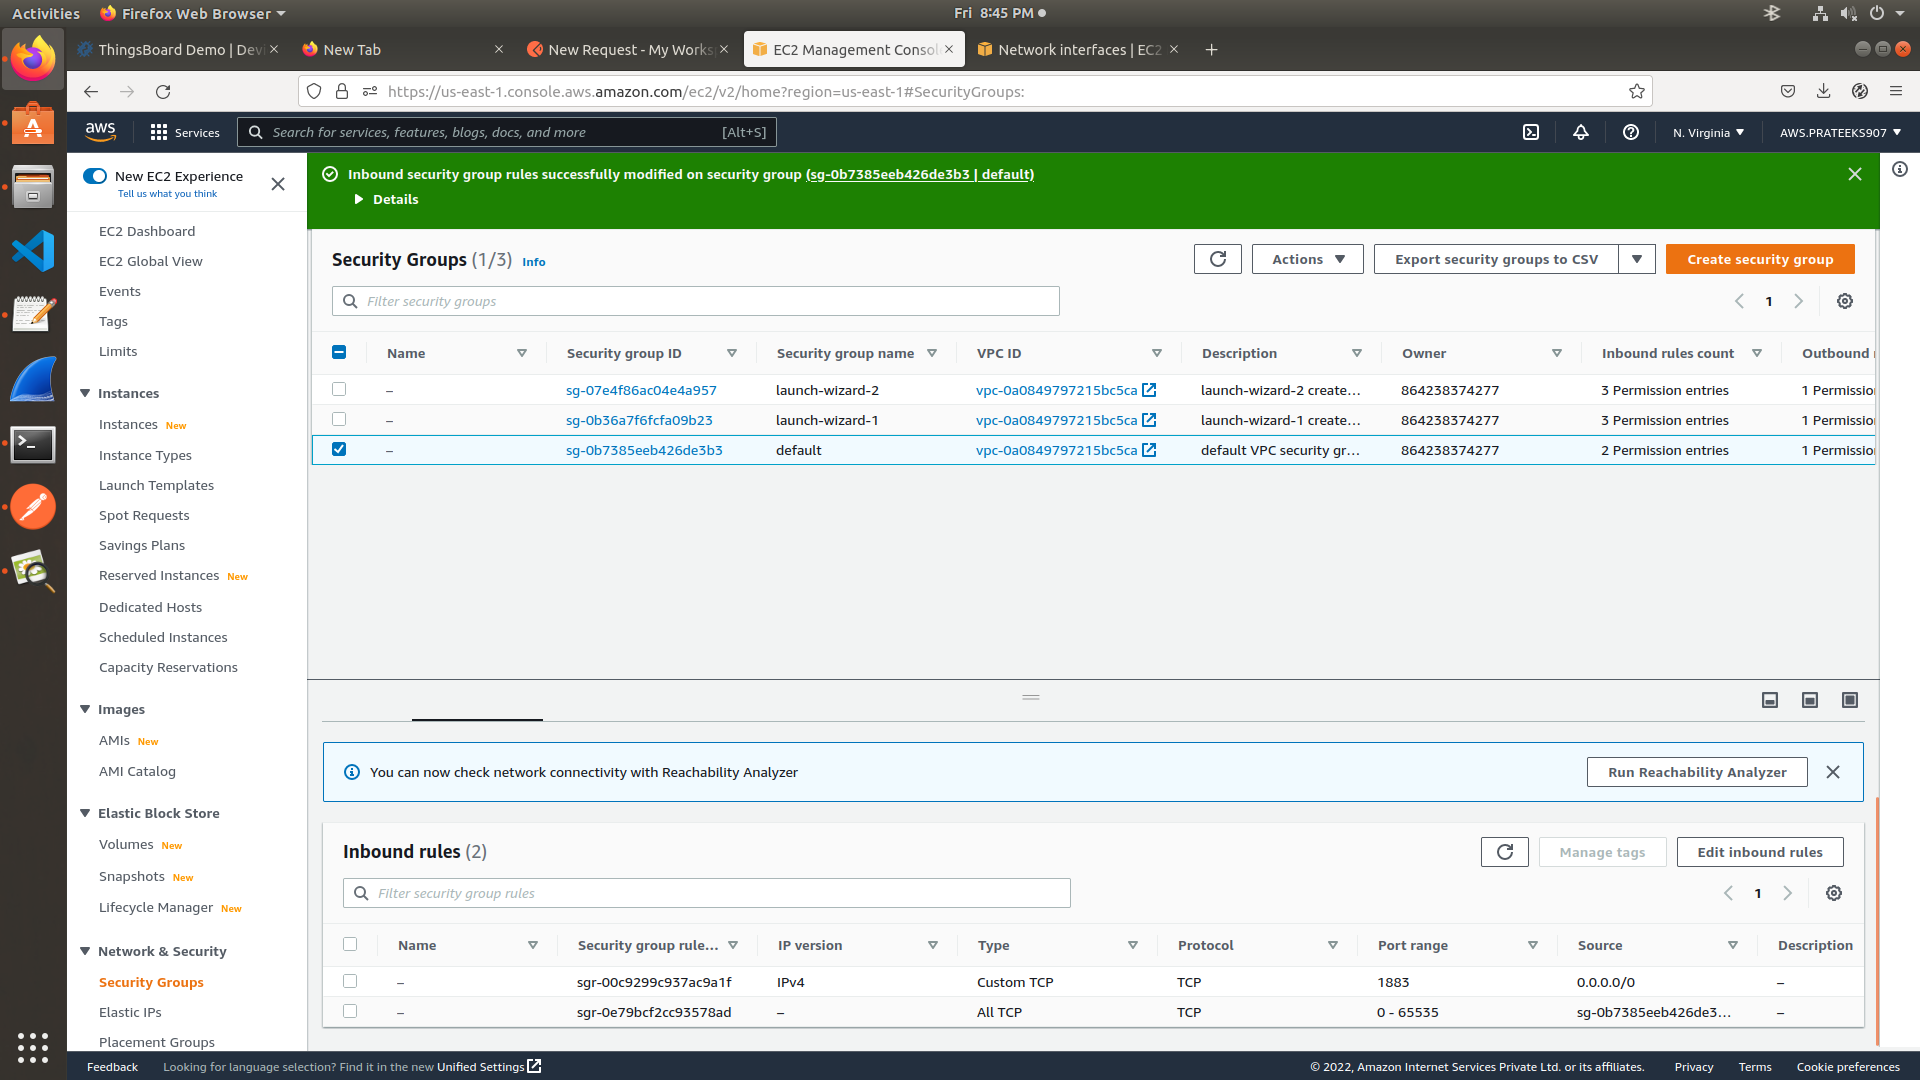 Activities
Firefox Web Browser
Fri 8:45 PM
ThingsBoard Demo | Devi
New Tab
New Request - My Works
EC2 Management Consol
Network interfaces | EC2
https://us-east-1.console.aws.amazon.com/ec2/v2/home?region=us-east-1#SecurityGroups:
aws
Services
Search for services, features, blogs, docs, and more
[Alt+S]
N. Virginia
AWS.PRATEEKS907
New EC2 Experience
Tell us what you think
EC2 Dashboard
EC2 Global View
Events
Tags
Limits
Instances
Instances New
Instance Types
Launch Templates
Spot Requests
Savings Plans
Reserved Instances New
Dedicated Hosts
Scheduled Instances
Capacity Reservations
Images
AMIs New
AMI Catalog
Elastic Block Store
Volumes New
Snapshots New
Lifecycle Manager New
Network & Security
Security Groups
Elastic IPs
Placement Groups
Inbound security group rules successfully modified on security group (sg-0b7385eeb426de3b3 | default)
Details
Security Groups (1/3) Info
Actions
Export security groups to CSV
Create security group
Filter security groups
1
Name Security group ID Security group name VPC ID Description Owner Inbound rules count Outbound r
– sg-07e4f86ac04e4a957 launch-wizard-2 vpc-0a0849797215bc5ca launch-wizard-2 create... 864238374277 3 Permission entries 1 Permission
– sg-0b36a7f6fcfa09b23 launch-wizard-1 vpc-0a0849797215bc5ca launch-wizard-1 create... 864238374277 3 Permission entries 1 Permission
– sg-0b7385eeb426de3b3 default vpc-0a0849797215bc5ca default VPC security gr... 864238374277 2 Permission entries 1 Permission
You can now check network connectivity with Reachability Analyzer
Run Reachability Analyzer
Inbound rules (2)
Manage tags
Edit inbound rules
Filter security group rules
1
Name Security group rule... IP version Type Protocol Port range Source Description
– sgr-00c9299c937ac9a1f IPv4 Custom TCP TCP 1883 0.0.0.0/0 –
– sgr-0e79bcf2cc93578ad – All TCP TCP 0 - 65535 sg-0b7385eeb426de3... –
Feedback
Looking for language selection? Find it in the new Unified Settings
© 2022, Amazon Internet Services Private Ltd. or its affiliates.
Privacy
Terms
Cookie preferences